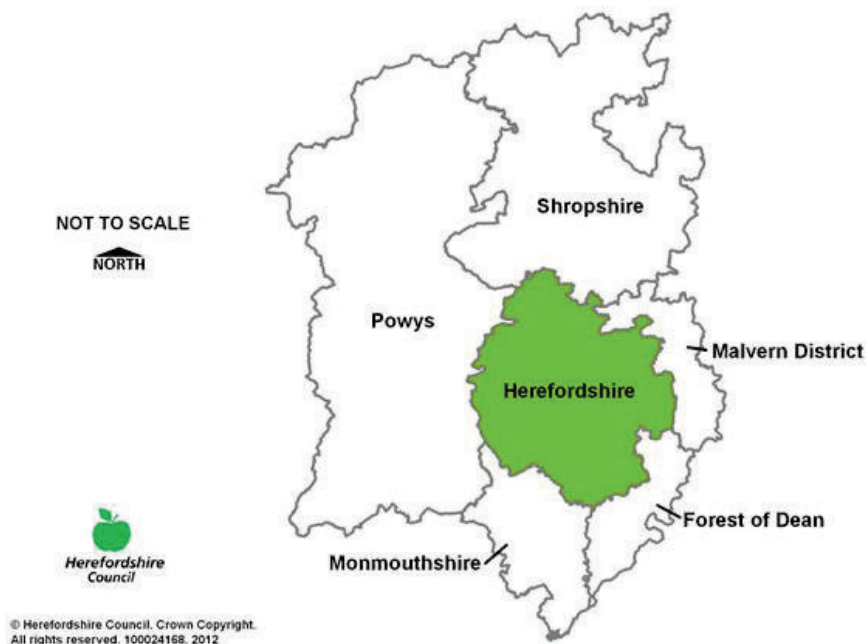 NOT TO SCALE
NORTH
Shropshire
Powys
Malvern District
Herefordshire
Forest of Dean
Monmouthshire
Herefordshire
Council
© Herefordshire Council. Crown Copyright.
All rights reserved. 100024168. 2012